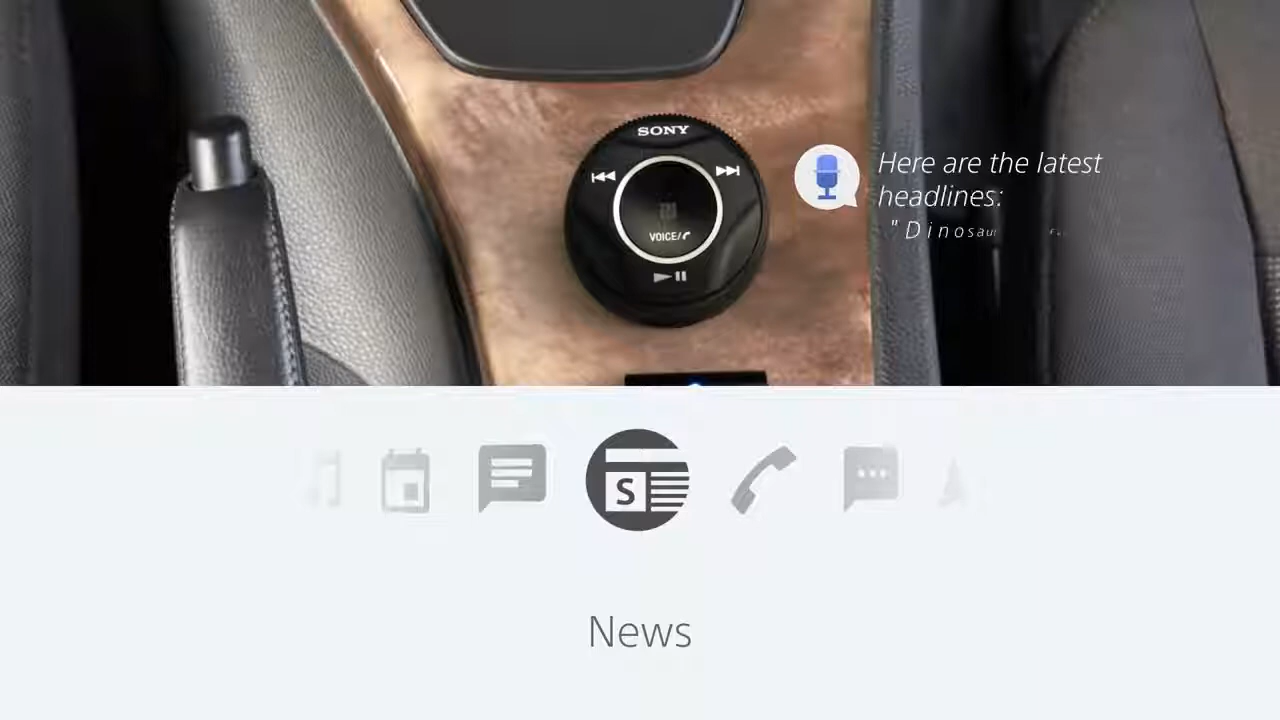 SONY
VOICE/
Here are the latest
headlines:
S
News